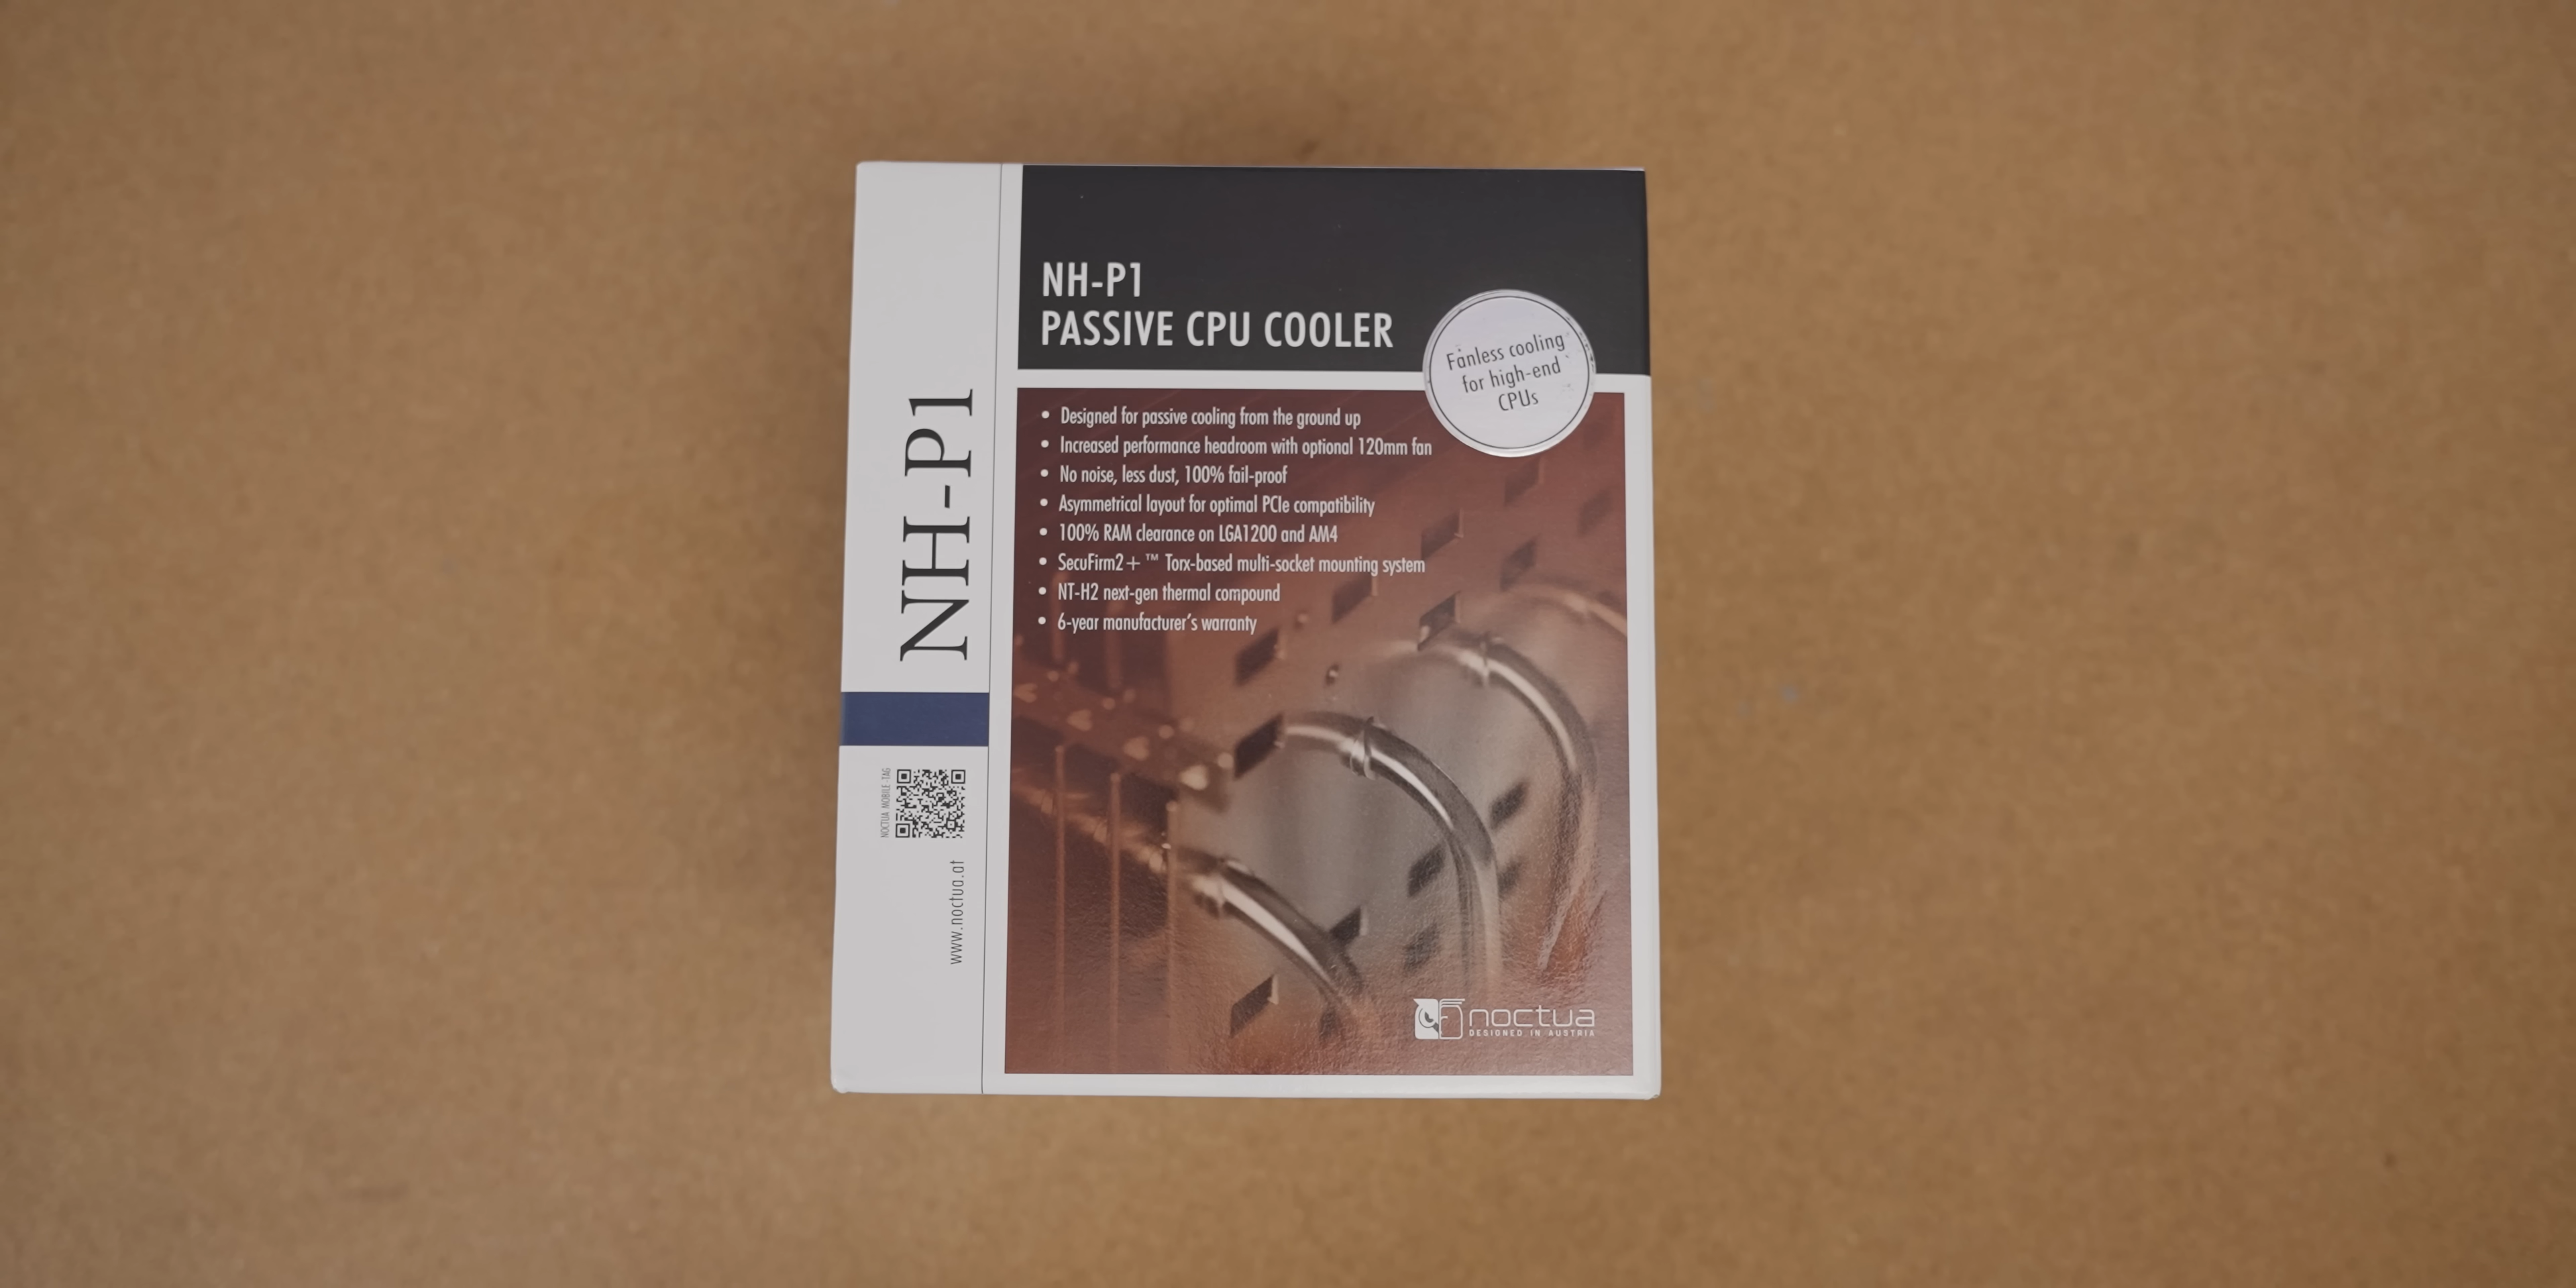 NH-P1
NOCTUA MOBILE-TAG
www.noctua.at
NH-P1
PASSIVE CPU COOLER
Fanless cooling
for high-end
CPUs
• Designed for passive cooling from the ground up
• Increased performance headroom with optional 120mm fan
• No noise, less dust, 100% fail-proof
• Asymmetrical layout for optimal PCIe compatibility
• 100% RAM clearance on LGA1200 and AM4
• SecuFirm2+™ Torx-based multi-socket mounting system
• NT-H2 next-gen thermal compound
• 6-year manufacturer's warranty
noctua
DESIGNED IN AUSTRIA